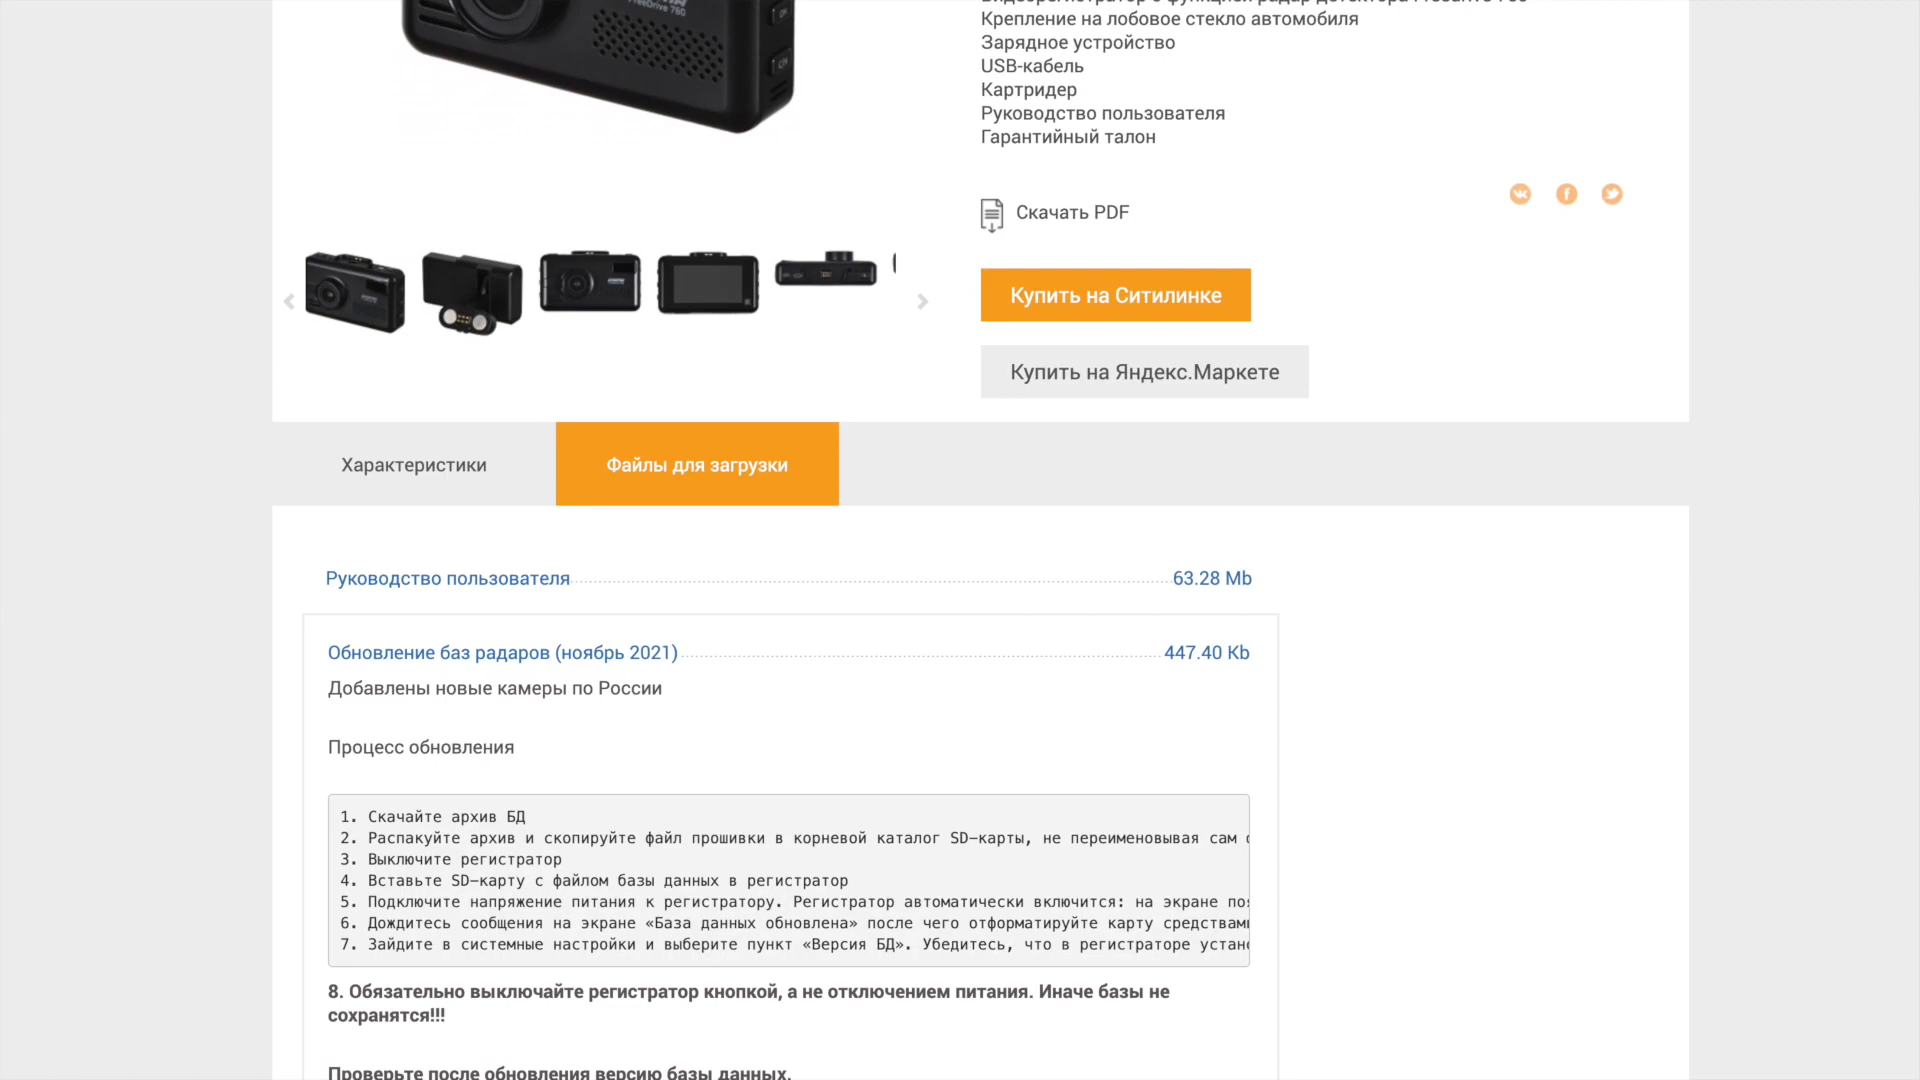 FreeDrive 760
Крепление на лобовое стекло автомобиля
Зарядное устройство
USB-кабель
Картридер
Руководство пользователя
Гарантийный талон
Скачать PDF
Купить на Ситилинке
Купить на Яндекс.Маркете
Характеристики
Файлы для загрузки
Руководство пользователя 63.28 Mb
Обновление баз радаров (ноябрь 2021) 447.40 Kb
Добавлены новые камеры по России
Процесс обновления
1. Скачайте архив БД
2. Распакуйте архив и скопируйте файл прошивки в корневой каталог SD-карты, не переименовывая сам
3. Выключите регистратор
4. Вставьте SD-карту с файлом базы данных в регистратор
5. Подключите напряжение питания к регистратору. Регистратор автоматически включится: на экране поя
6. Дождитесь сообщения на экране «База данных обновлена» после чего отформатируйте карту средствами
7. Зайдите в системные настройки и выберите пункт «Версия БД». Убедитесь, что в регистраторе устано
8. Обязательно выключайте регистратор кнопкой, а не отключением питания. Иначе базы не
сохранятся!!!
Проверьте после обновления версию базы данных.